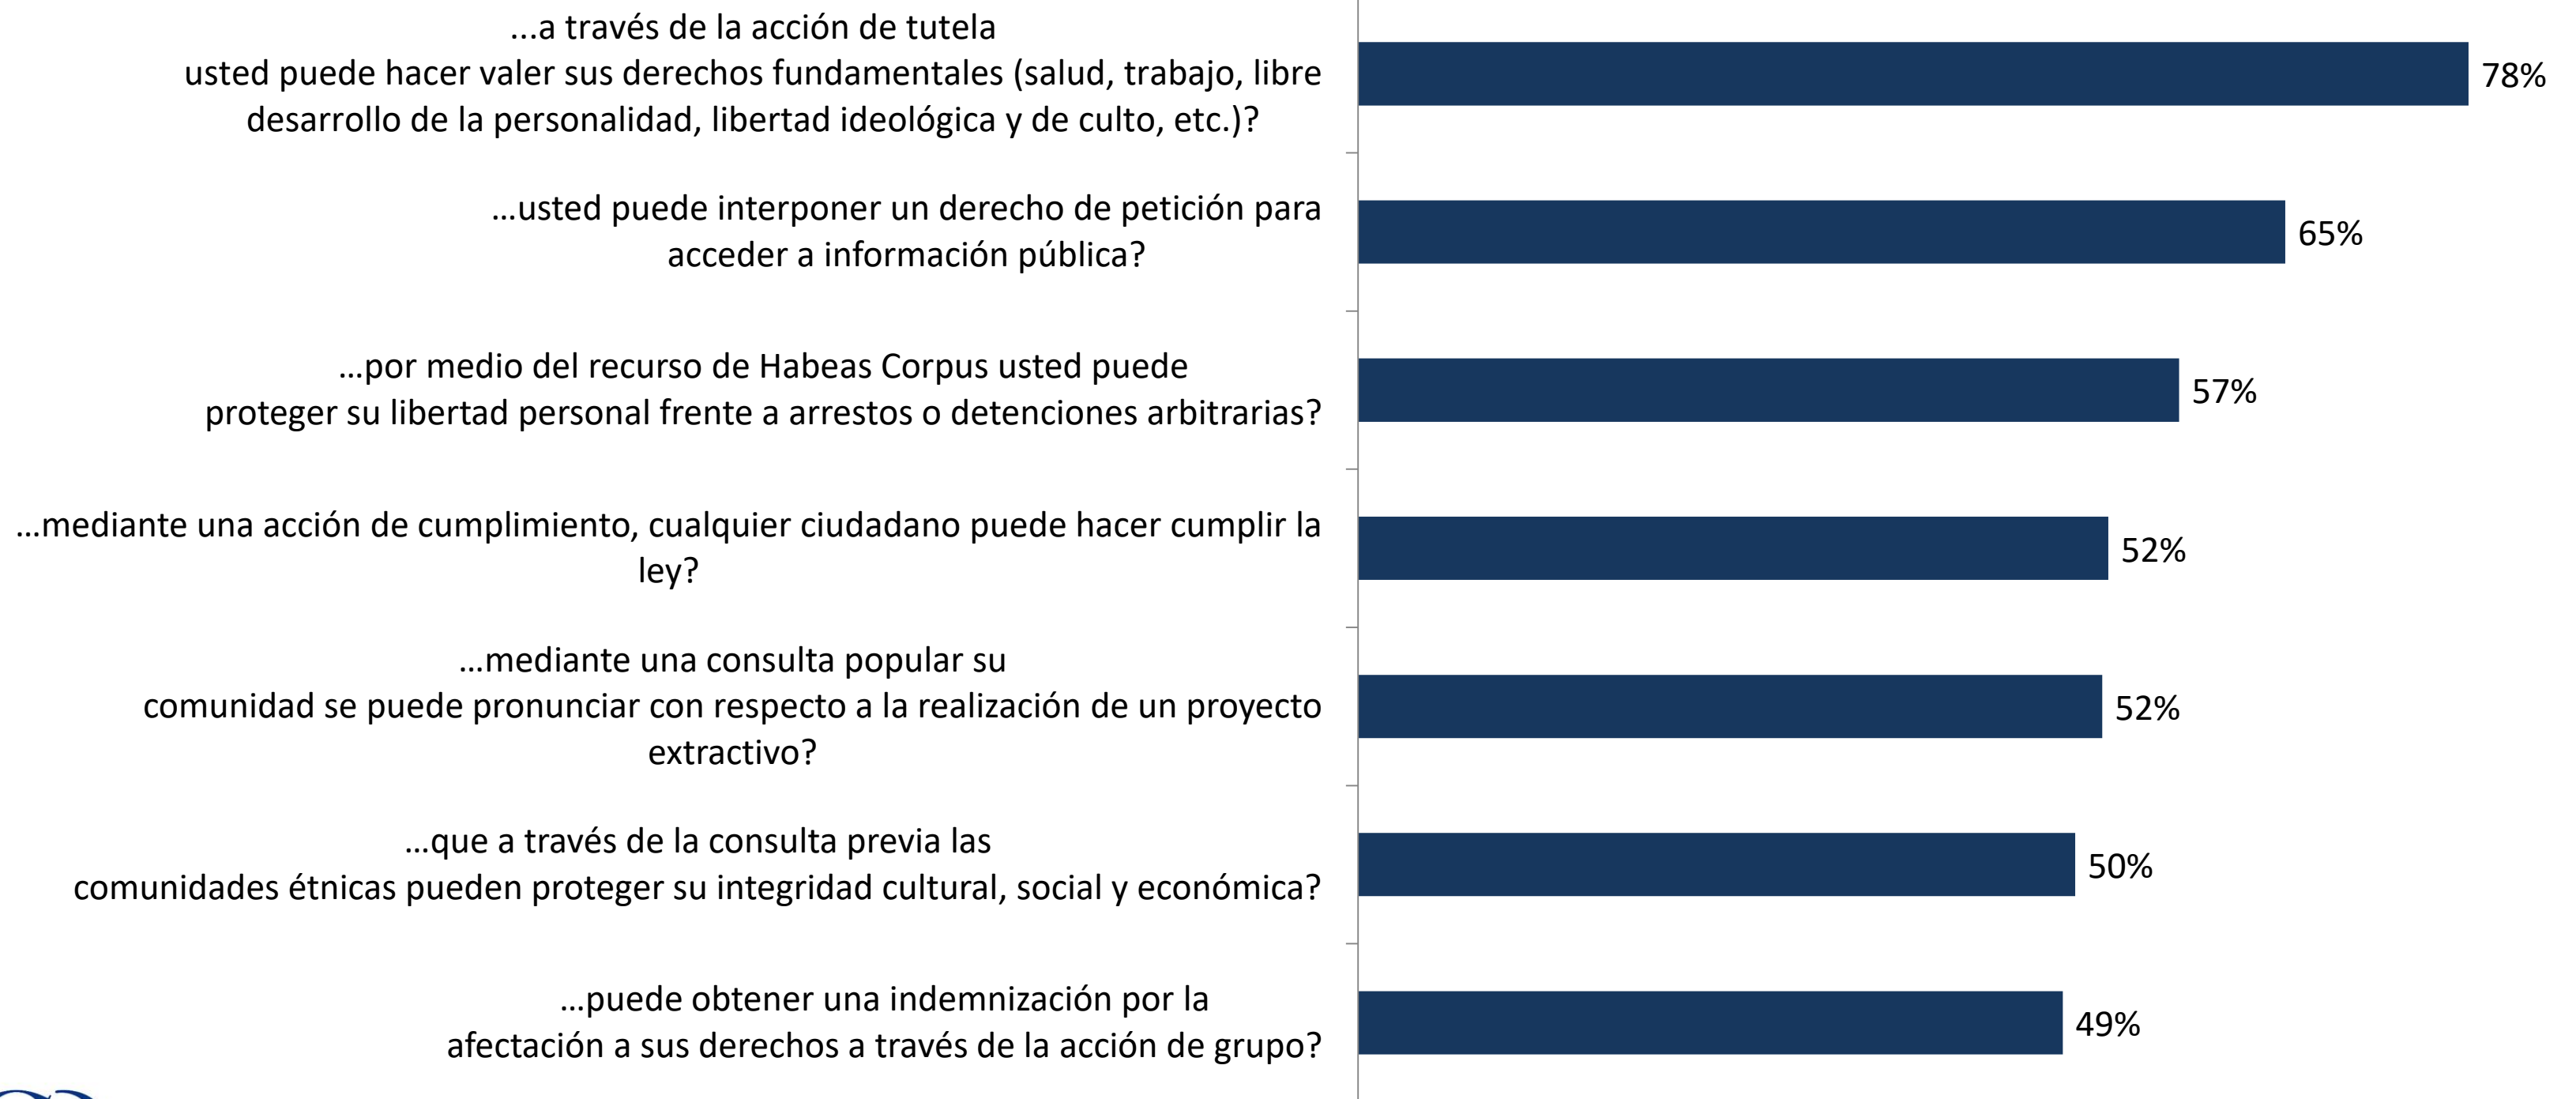 ...a través de la acción de tutela
usted puede hacer valer sus derechos fundamentales (salud, trabajo, libre
desarrollo de la personalidad, libertad ideológica y de culto, etc.)?
78%
...usted puede interponer un derecho de petición para
acceder a información pública?
65%
...por medio del recurso de Habeas Corpus usted puede
proteger su libertad personal frente a arrestos o detenciones arbitrarias?
57%
...mediante una acción de cumplimiento, cualquier ciudadano puede hacer cumplir la
ley?
52%
...mediante una consulta popular su
comunidad se puede pronunciar con respecto a la realización de un proyecto
extractivo?
52%
...que a través de la consulta previa las
comunidades étnicas pueden proteger su integridad cultural, social y económica?
50%
...puede obtener una indemnización por la
afectación a sus derechos a través de la acción de grupo?
49%